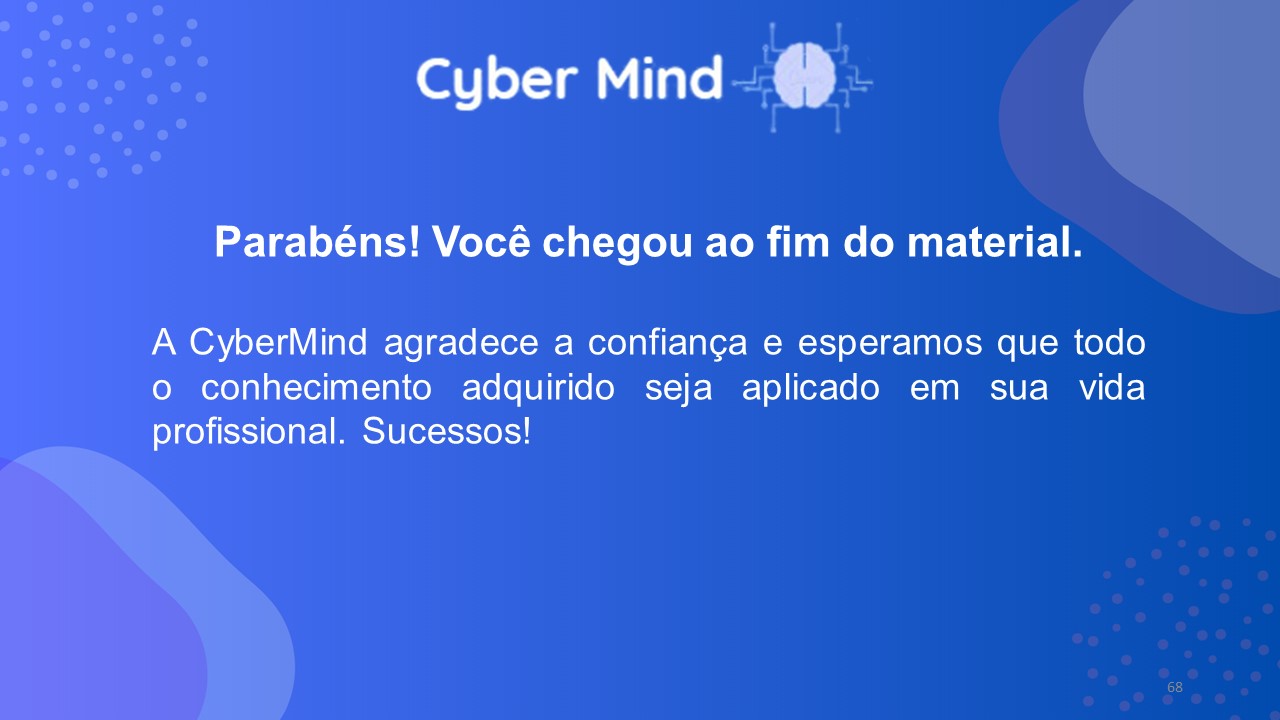 Cyber Mind
Parabéns! Você chegou ao fim do material.
A CyberMind agradece a confiança e esperamos que todo
o conhecimento adquirido seja aplicado em sua vida
profissional. Sucessos!
68